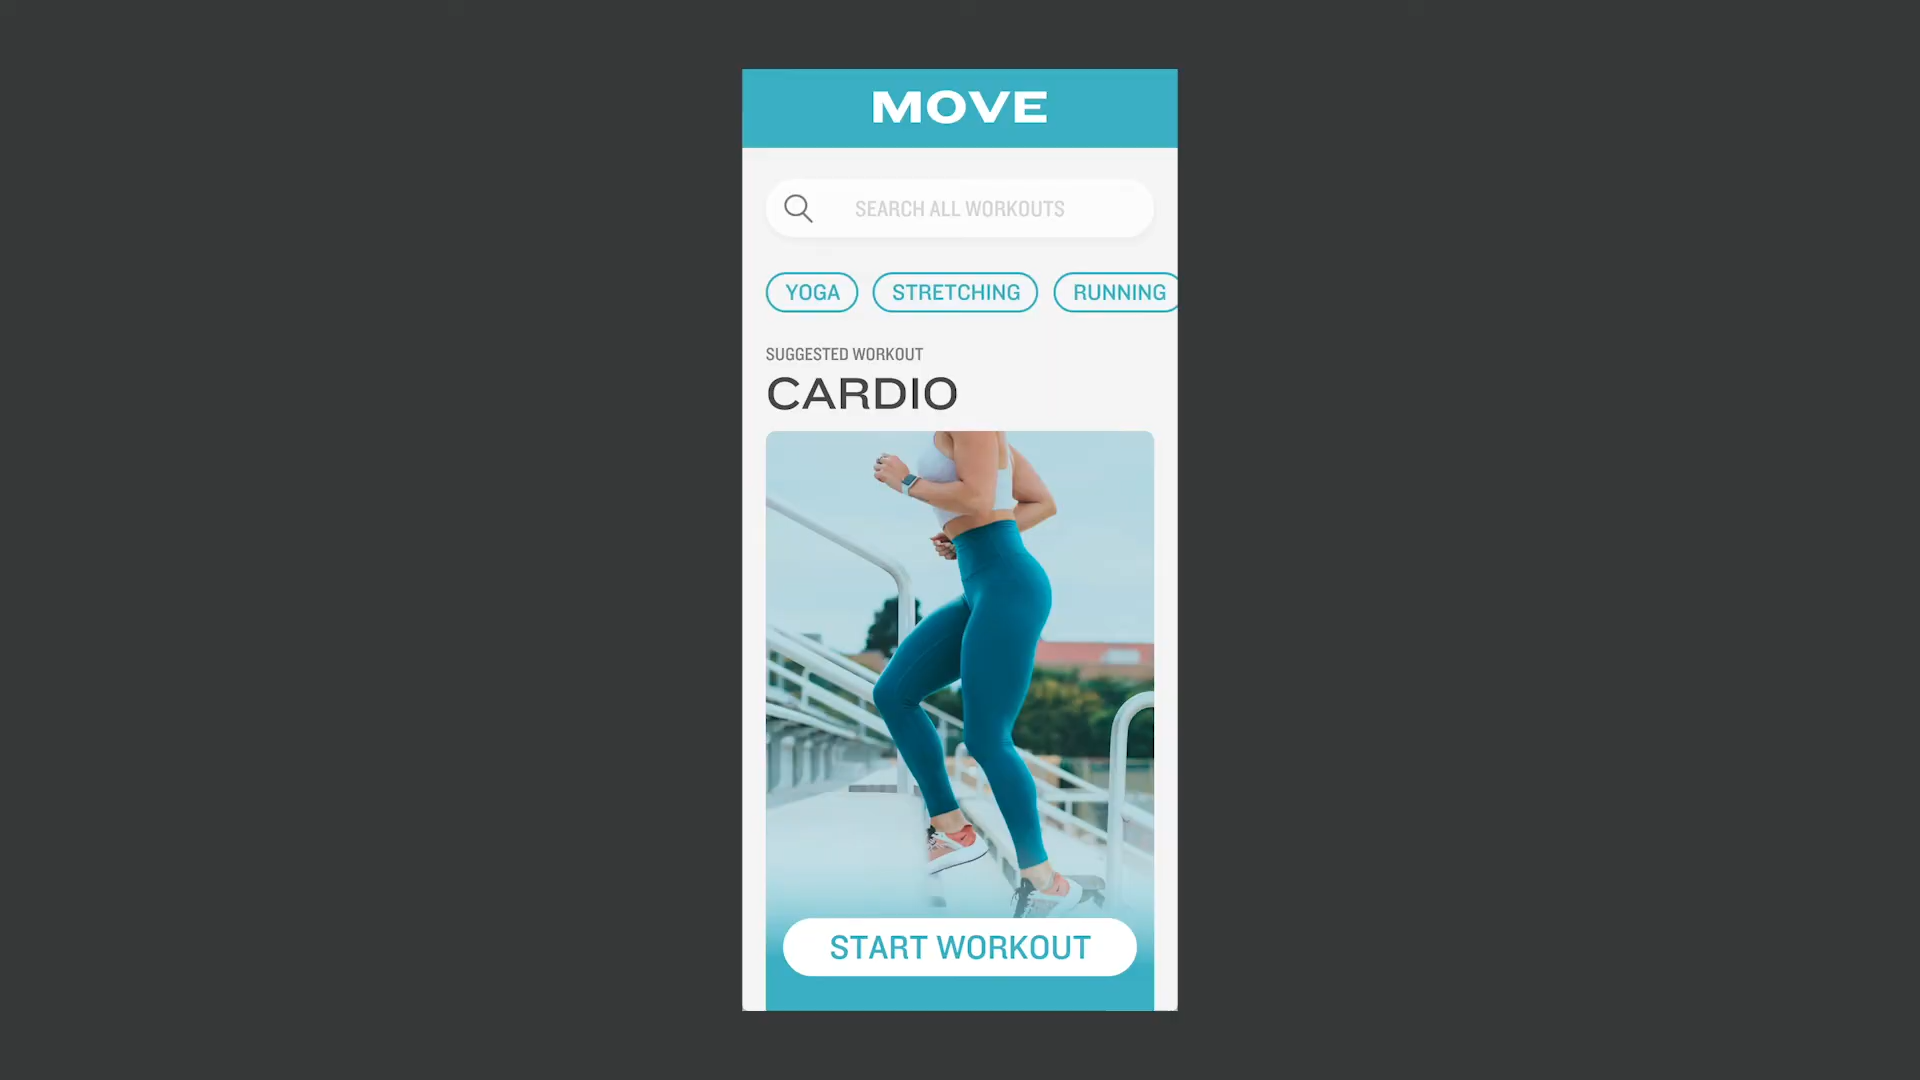 MOVE
SEARCH ALL WORKOUTS
YOGA
STRETCHING
RUNNING
SUGGESTED WORKOUT
CARDIO
START WORKOUT